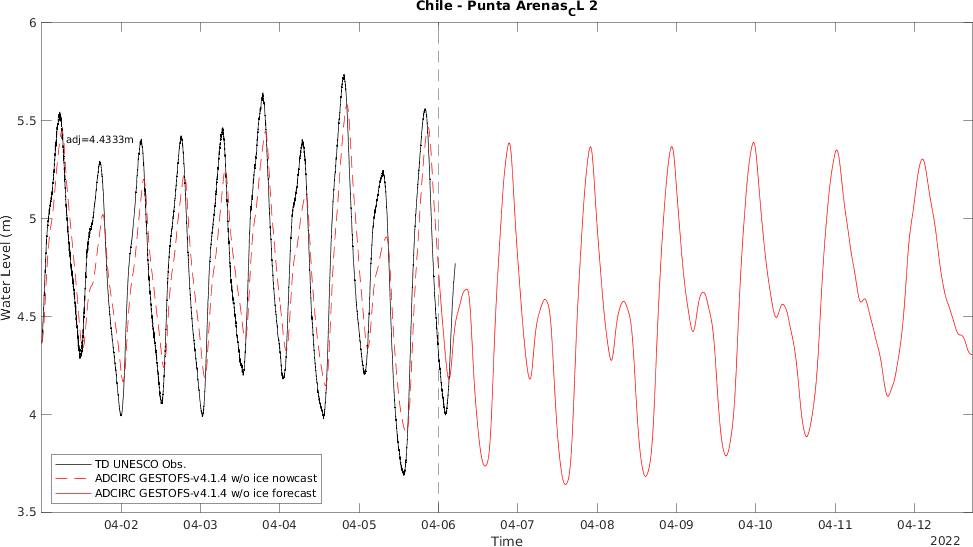 Chile - Punta Arenas_CL 2
6
5.5
5
4.5
4
3.5
Water Level (m)
adj=4.4333m
TD UNESCO Obs.
ADCIRC GESTOFS-v4.1.4 w/o ice nowcast
ADCIRC GESTOFS-v4.1.4 w/o ice forecast
04-02 04-03 04-04 04-05 04-06 04-07 04-08 04-09 04-10 04-11 04-12
Time
2022